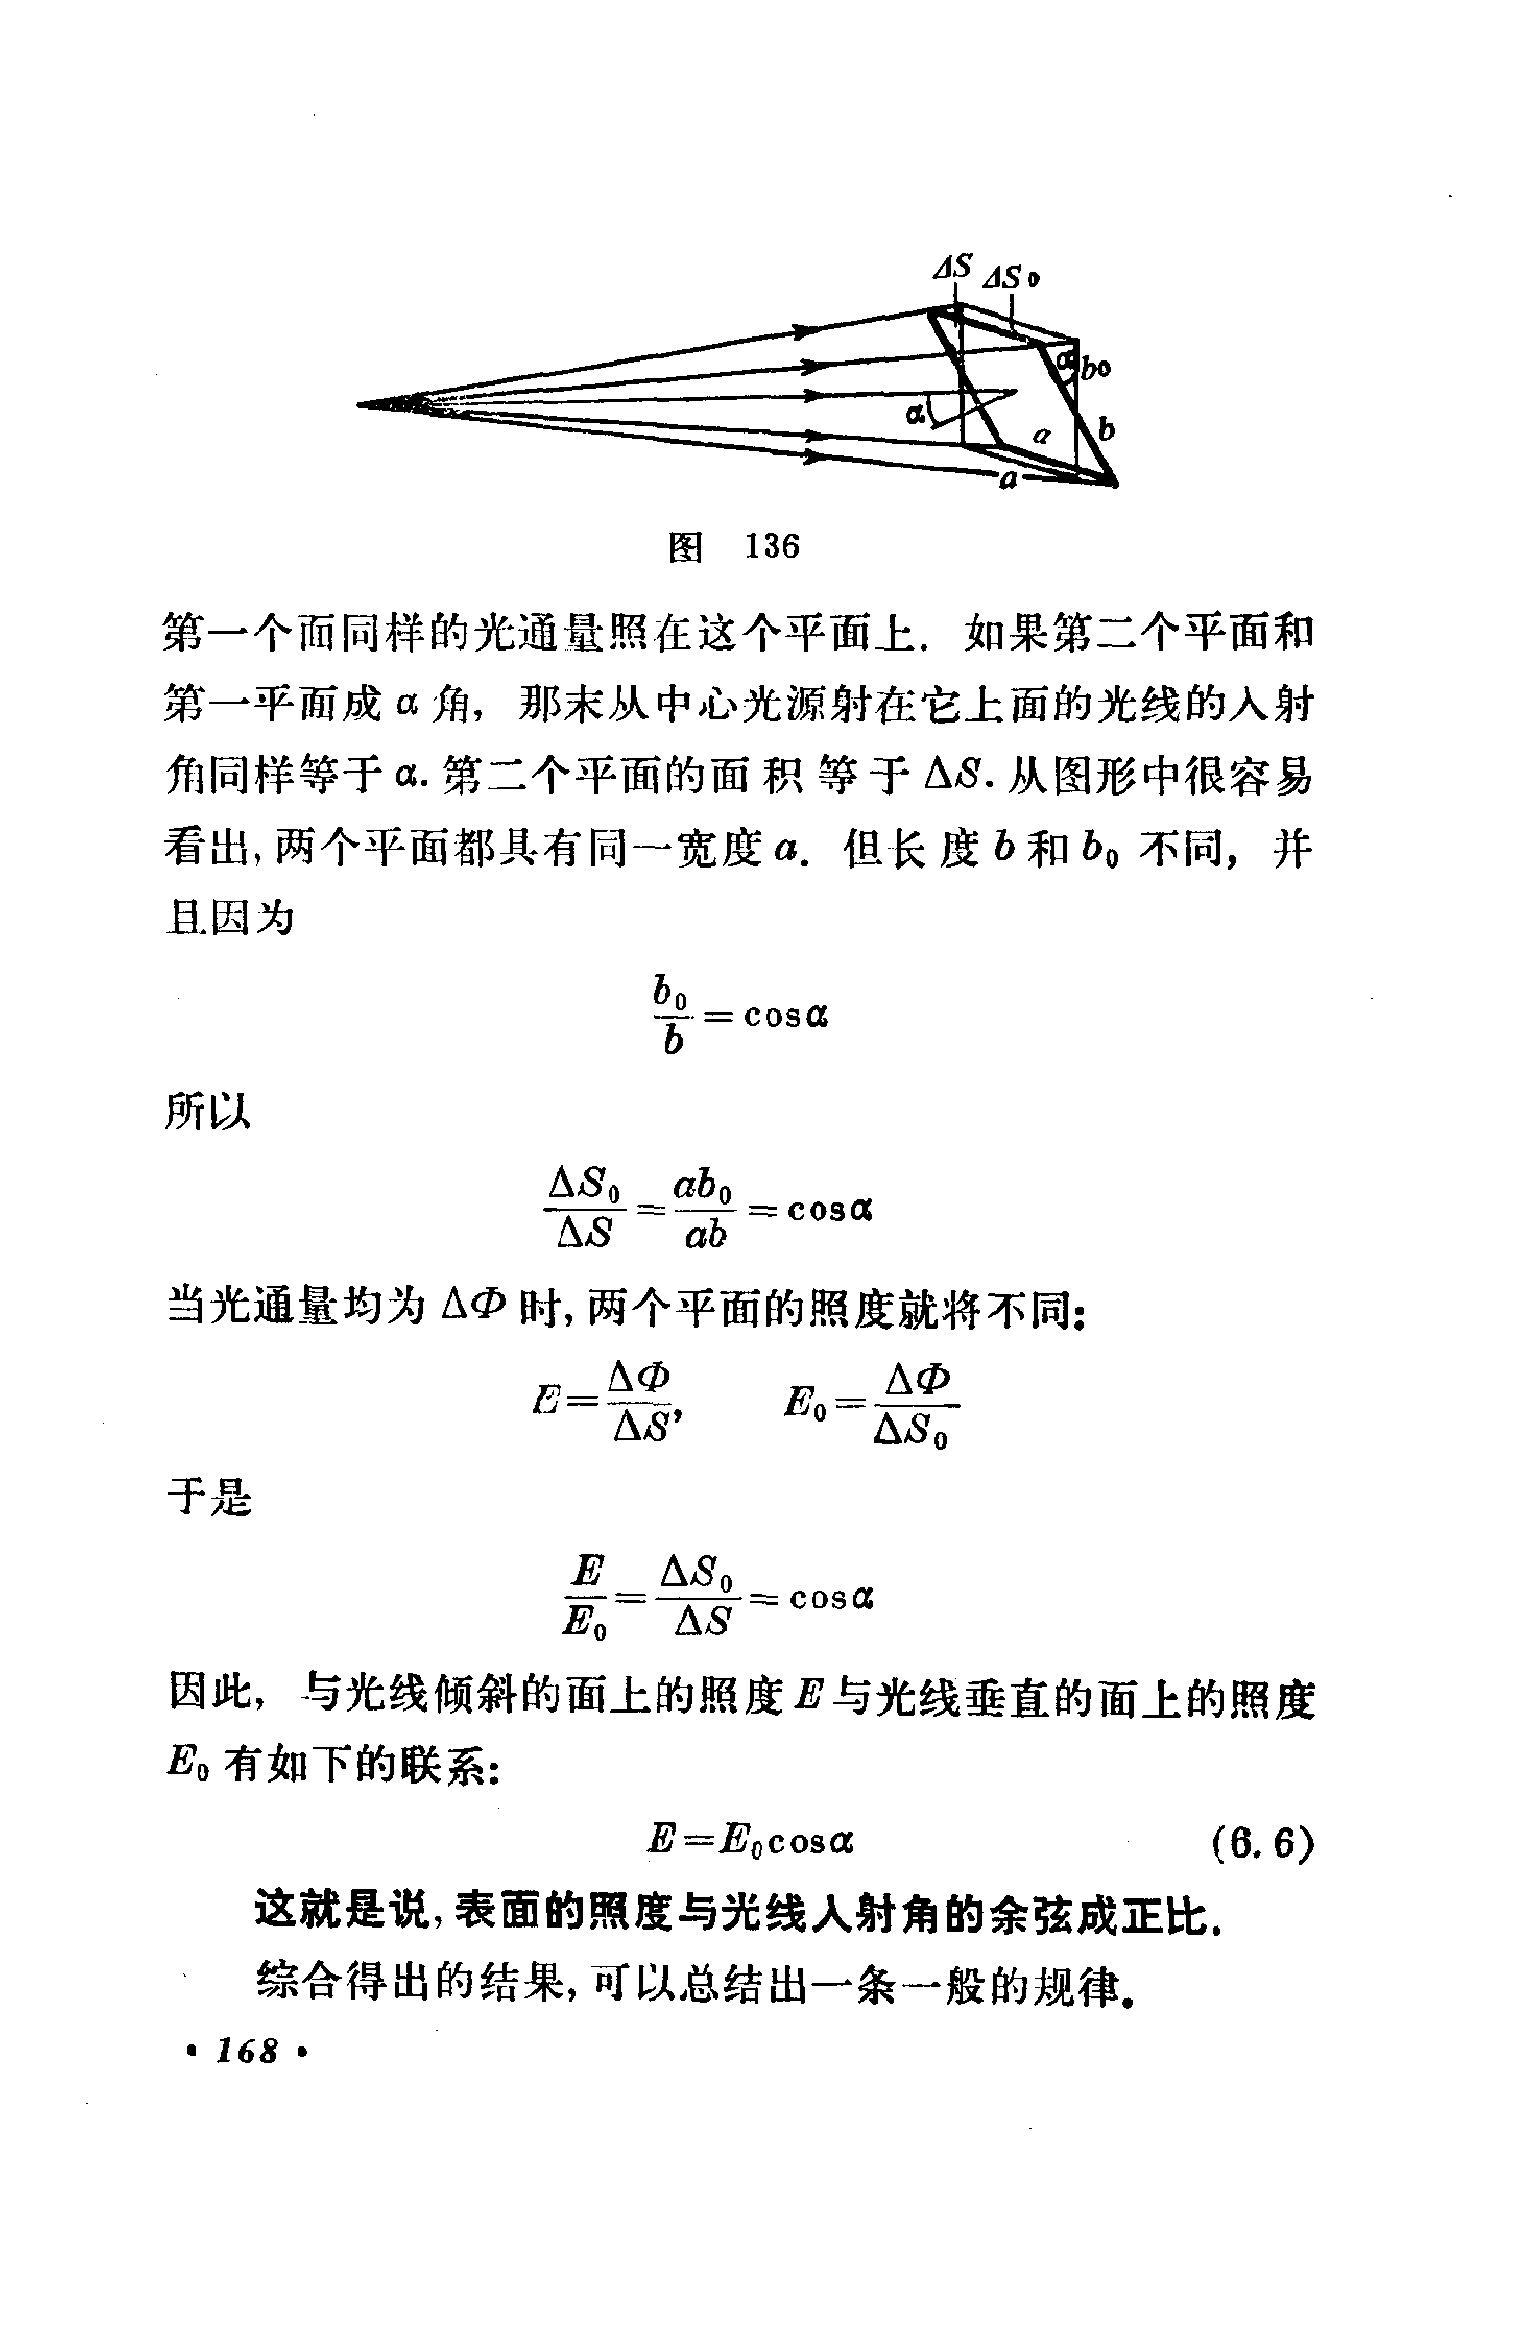 ΔS ΔS₀
α b₀
α a b
a
图 136
第一个面同样的光通量照在这个平面上. 如果第二个平面和
第一平面成 α 角, 那末从中心光源射在它上面的光线的入射
角同样等于 α. 第二个平面的面积等于 ΔS. 从图形中很容易
看出, 两个平面都具有同一宽度 a. 但长度 b 和 b₀ 不同, 并
且因为
b₀/b = cosα
所以
ΔS₀/ΔS = ab₀/ab = cosα
当光通量均为 ΔΦ 时, 两个平面的照度就将不同:
E = ΔΦ/ΔS, E₀ = ΔΦ/ΔS₀
于是
E/E₀ = ΔS₀/ΔS = cosα
因此, 与光线倾斜的面上的照度 E 与光线垂直的面上的照度
E₀ 有如下的联系:
E = E₀cosα (6.6)
这就是说, 表面的照度与光线入射角的余弦成正比.
综合得出的结果, 可以总结出一条一般的规律.
• 168 •